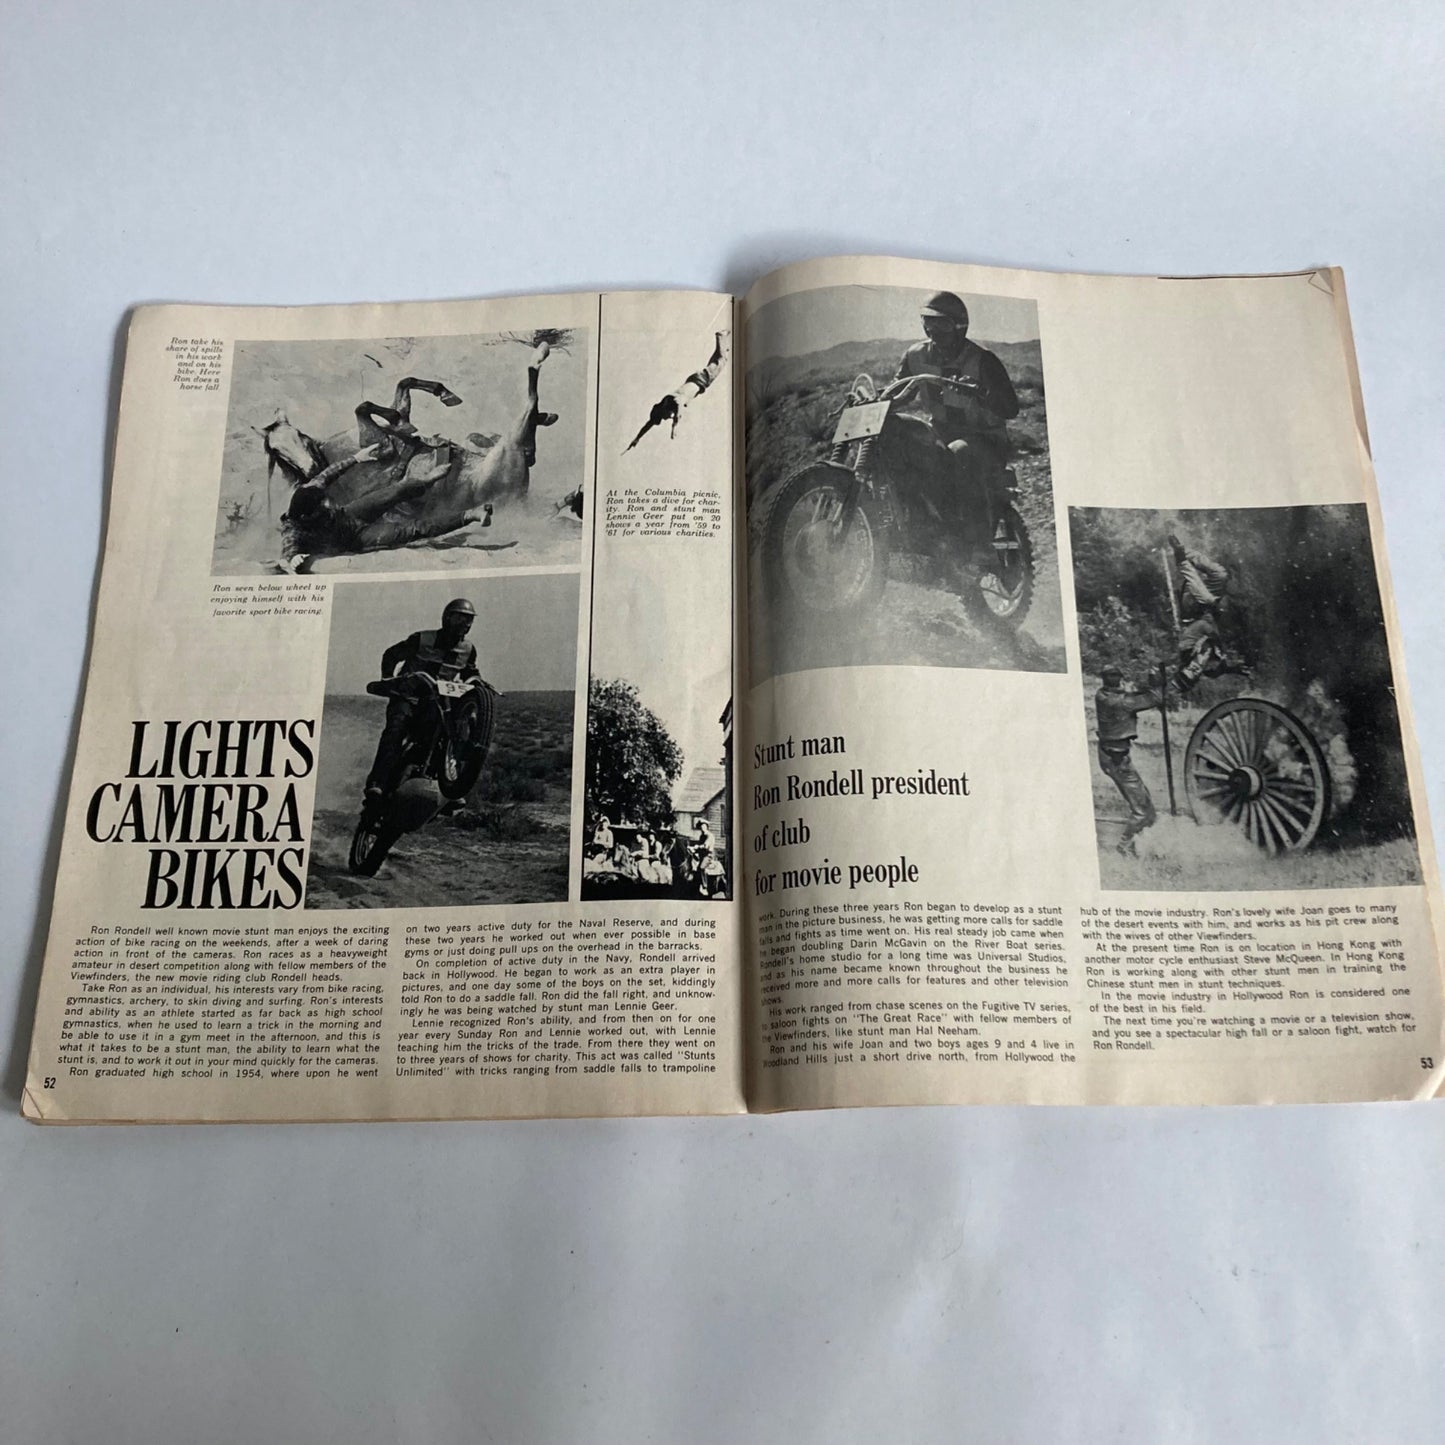 Ron take his
share of spills
in his work
and on his
bike. Here
Ron does a
horse fall.
At the Columbia picnic,
Ron takes a dive for char-
ity. Ron and stunt man
Lennie Geer put on 20
shows a year from '59 to
'61 for various charities.
Ron seen below wheel up
enjoying himself with his
favorite sport bike racing.
95
LIGHTS
CAMERA
BIKES
Ron Rondell well known movie stunt man enjoys the exciting
action of bike racing on the weekends, after a week of daring
action in front of the cameras. Ron races as a heavyweight
amateur in desert competition along with fellow members of the
Viewfinders, the new movie riding club Rondell heads.
Take Ron as an individual, his interests vary from bike racing,
gymnastics, archery, to skin diving and surfing. Ron's interests
and ability as an athlete started as far back as high school
gymnastics, when he used to learn a trick in the morning and
be able to use it in a gym meet in the afternoon, and this is
what it takes to be a stunt man, the ability to learn what the
stunt is, and to work it out in your mind quickly for the cameras.
Ron graduated high school in 1954, where upon he went
52
on two years active duty for the Naval Reserve, and during
these two years he worked out when ever possible in base
gyms or just doing pull ups on the overhead in the barracks.
On completion of active duty in the Navy, Rondell arrived
back in Hollywood. He began to work as an extra player in
pictures, and one day some of the boys on the set, kiddingly
told Ron to do a saddle fall. Ron did the fall right, and unknow-
ingly he was being watched by stunt man Lennie Geer.
Lennie recognized Ron's ability, and from then on for one
year every Sunday Ron and Lennie worked out, with Lennie
teaching him the tricks of the trade. From there they went on
to three years of shows for charity. This act was called "Stunts
Unlimited" with tricks ranging from saddle falls to trampoline
Stunt man
Ron Rondell president
of club
for movie people
work. During these three years Ron began to develop as a stunt
man in the picture business, he was getting more calls for saddle
falls and fights as time went on. His real steady job came when
he began doubling Darin McGavin on the River Boat series.
Rondell's home studio for a long time was Universal Studios,
and as his name became known throughout the business he
received more and more calls for features and other television
shows.
His work ranged from chase scenes on the Fugitive TV series,
to saloon fights on "The Great Race" with fellow members of
the Viewfinders, like stunt man Hal Neeham.
Ron and his wife Joan and two boys ages 9 and 4 live in
Woodland Hills just a short drive north, from Hollywood the
hub of the movie industry. Ron's lovely wife Joan goes to many
of the desert events with him, and works as his pit crew along
with the wives of other Viewfinders.
At the present time Ron is on location in Hong Kong with
another motor cycle enthusiast Steve McQueen. In Hong Kong
Ron is working along with other stunt men in training the
Chinese stunt men in stunt techniques.
In the movie industry in Hollywood Ron is considered one
of the best in his field.
The next time you're watching a movie or a television show,
and you see a spectacular high fall or a saloon fight, watch for
Ron Rondell.
53